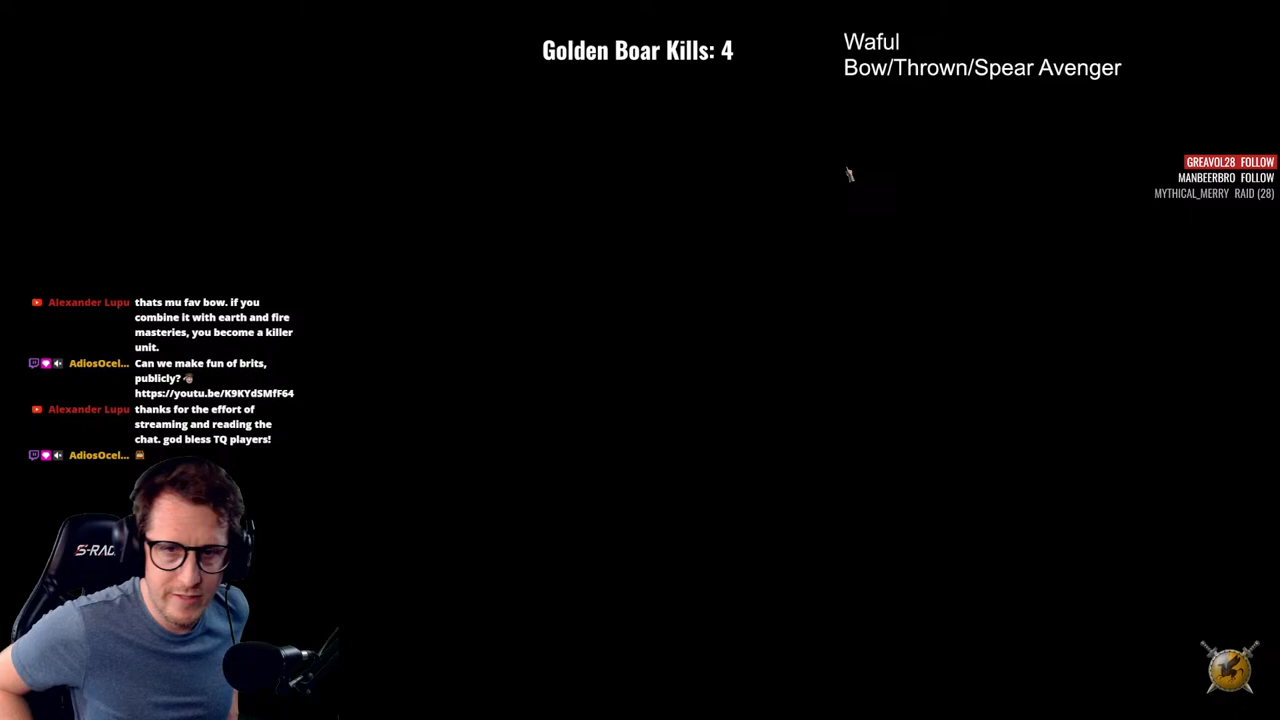 Golden Boar Kills: 4
Waful
Bow/Thrown/Spear Avenger
GREAVOL28 FOLLOW
MANBEERBRO FOLLOW
MYTHICAL_MERRY RAID (28)
Alexander Lupu thats mu fav bow. if you
combine it with earth and fire
masteries, you become a killer
unit.
AdiosOcel... Can we make fun of brits,
publicly?
https://youtu.be/K9KYdSMfF64
Alexander Lupu thanks for the effort of
streaming and reading the
chat. god bless TQ players!
AdiosOcel...
S-RAC